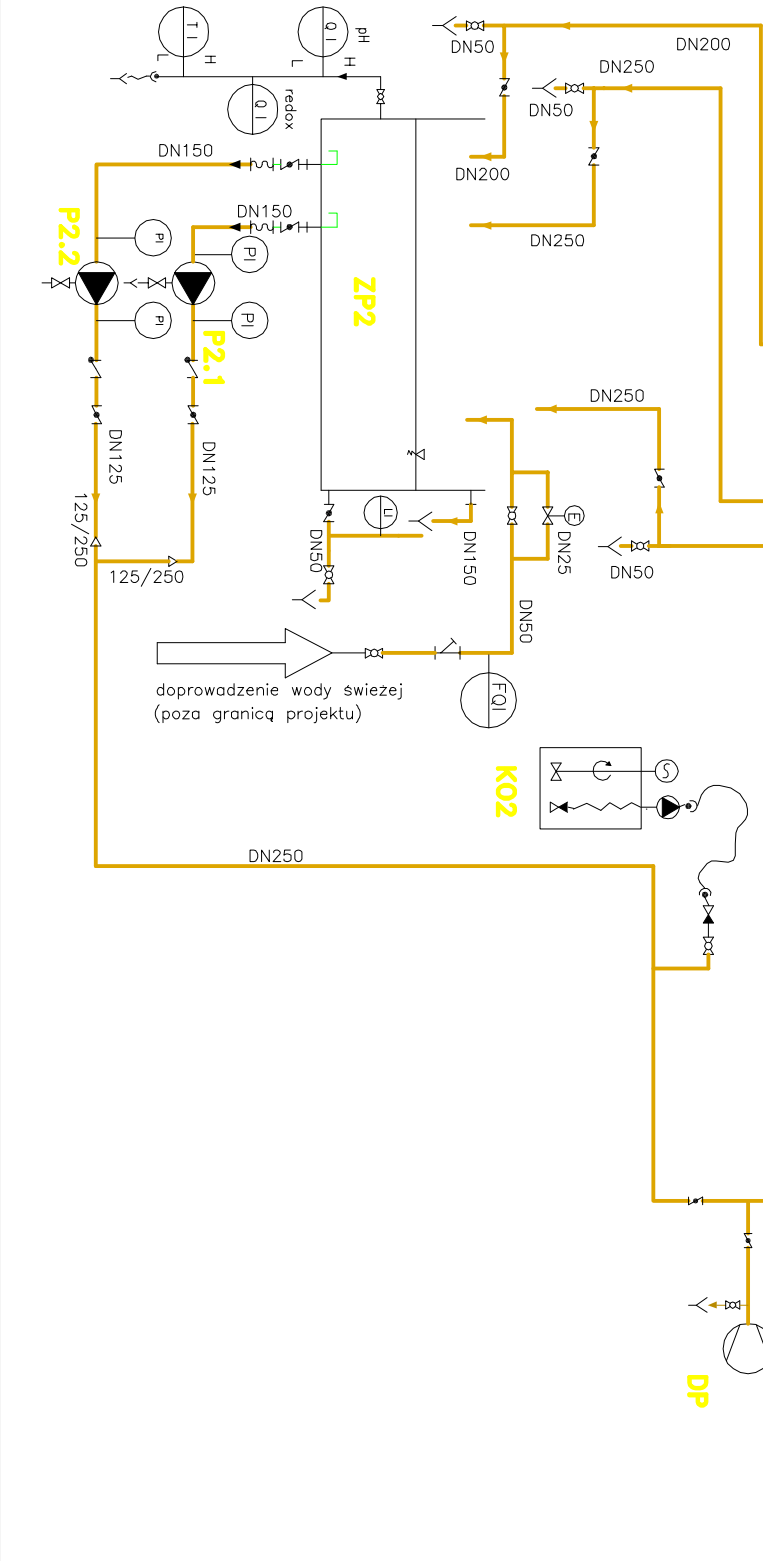 TI
H
L
QI
pH
H
L
QI
redox
DN50
DN200
DN250
DN50
DN150
DN200
DN150
DN250
P2.2
PI
PI
PI
PI
P2.1
ZP2
DN250
DN125
DN125
125/250
125/250
LI
DN50
DN150
E
DN25
DN50
DN50
doprowadzenie wody świeżej
(poza granicą projektu)
FQI
KO2
S
DN250
DP